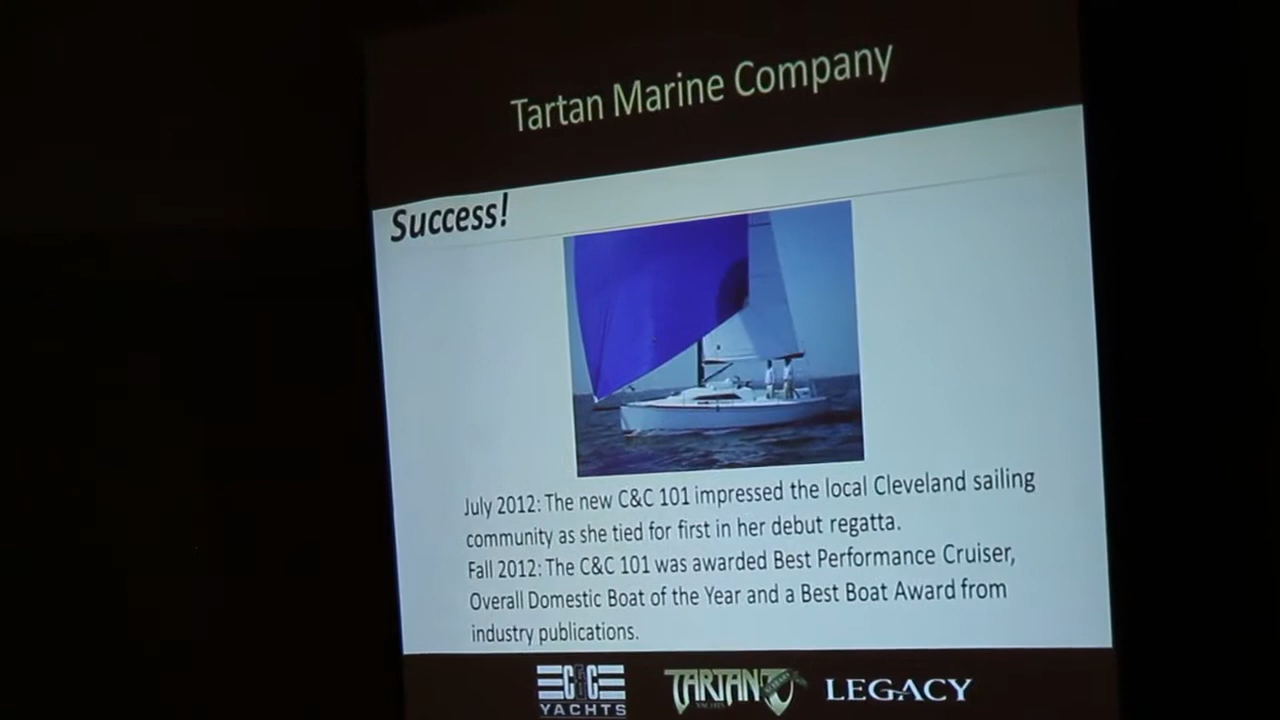 Tartan Marine Company
Success!
July 2012: The new C&C 101 impressed the local Cleveland sailing
community as she tied for first in her debut regatta.
Fall 2012: The C&C 101 was awarded Best Performance Cruiser,
Overall Domestic Boat of the Year and a Best Boat Award from
industry publications.
C&C
YACHTS
TARTAN
YACHTS
LEGACY